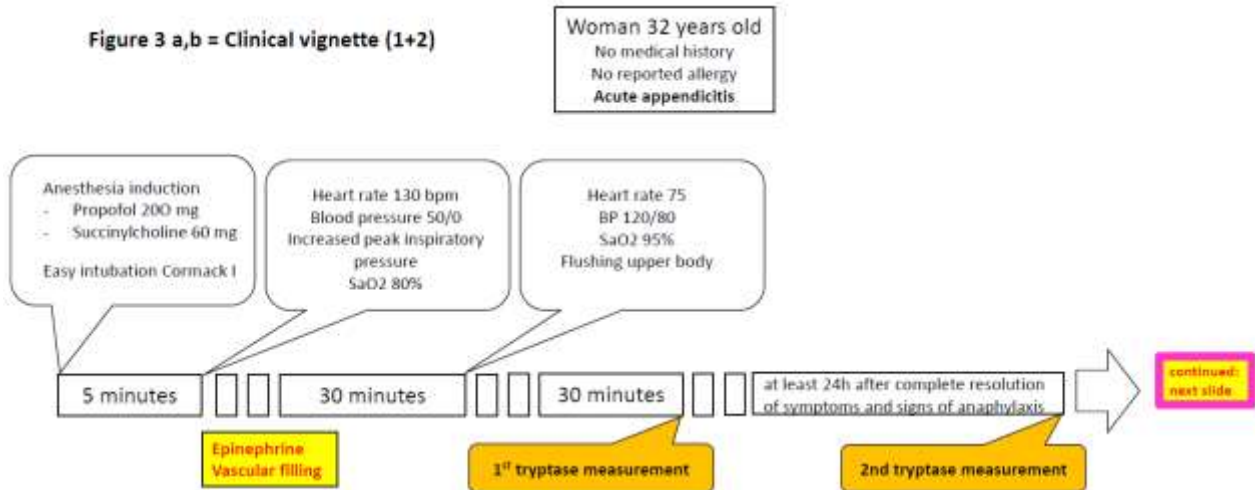 Figure 3 a,b = Clinical vignette (1+2)
Woman 32 years old
No medical history
No reported allergy
Acute appendicitis
Anesthesia induction
- Propofol 20O mg
- Succinylcholine 60 mg
Easy intubation Cormack I
Heart rate 130 bpm
Blood pressure 50/0
Increased peak inspiratory
pressure
SaO2 80%
Heart rate 75
BP 120/80
SaO2 95%
Flushing upper body
5 minutes
30 minutes
30 minutes
at least 24h after complete resolution
of symptoms and signs of anaphylaxis
continued:
next slide
Epinephrine
Vascular filling
1st tryptase measurement
2nd tryptase measurement